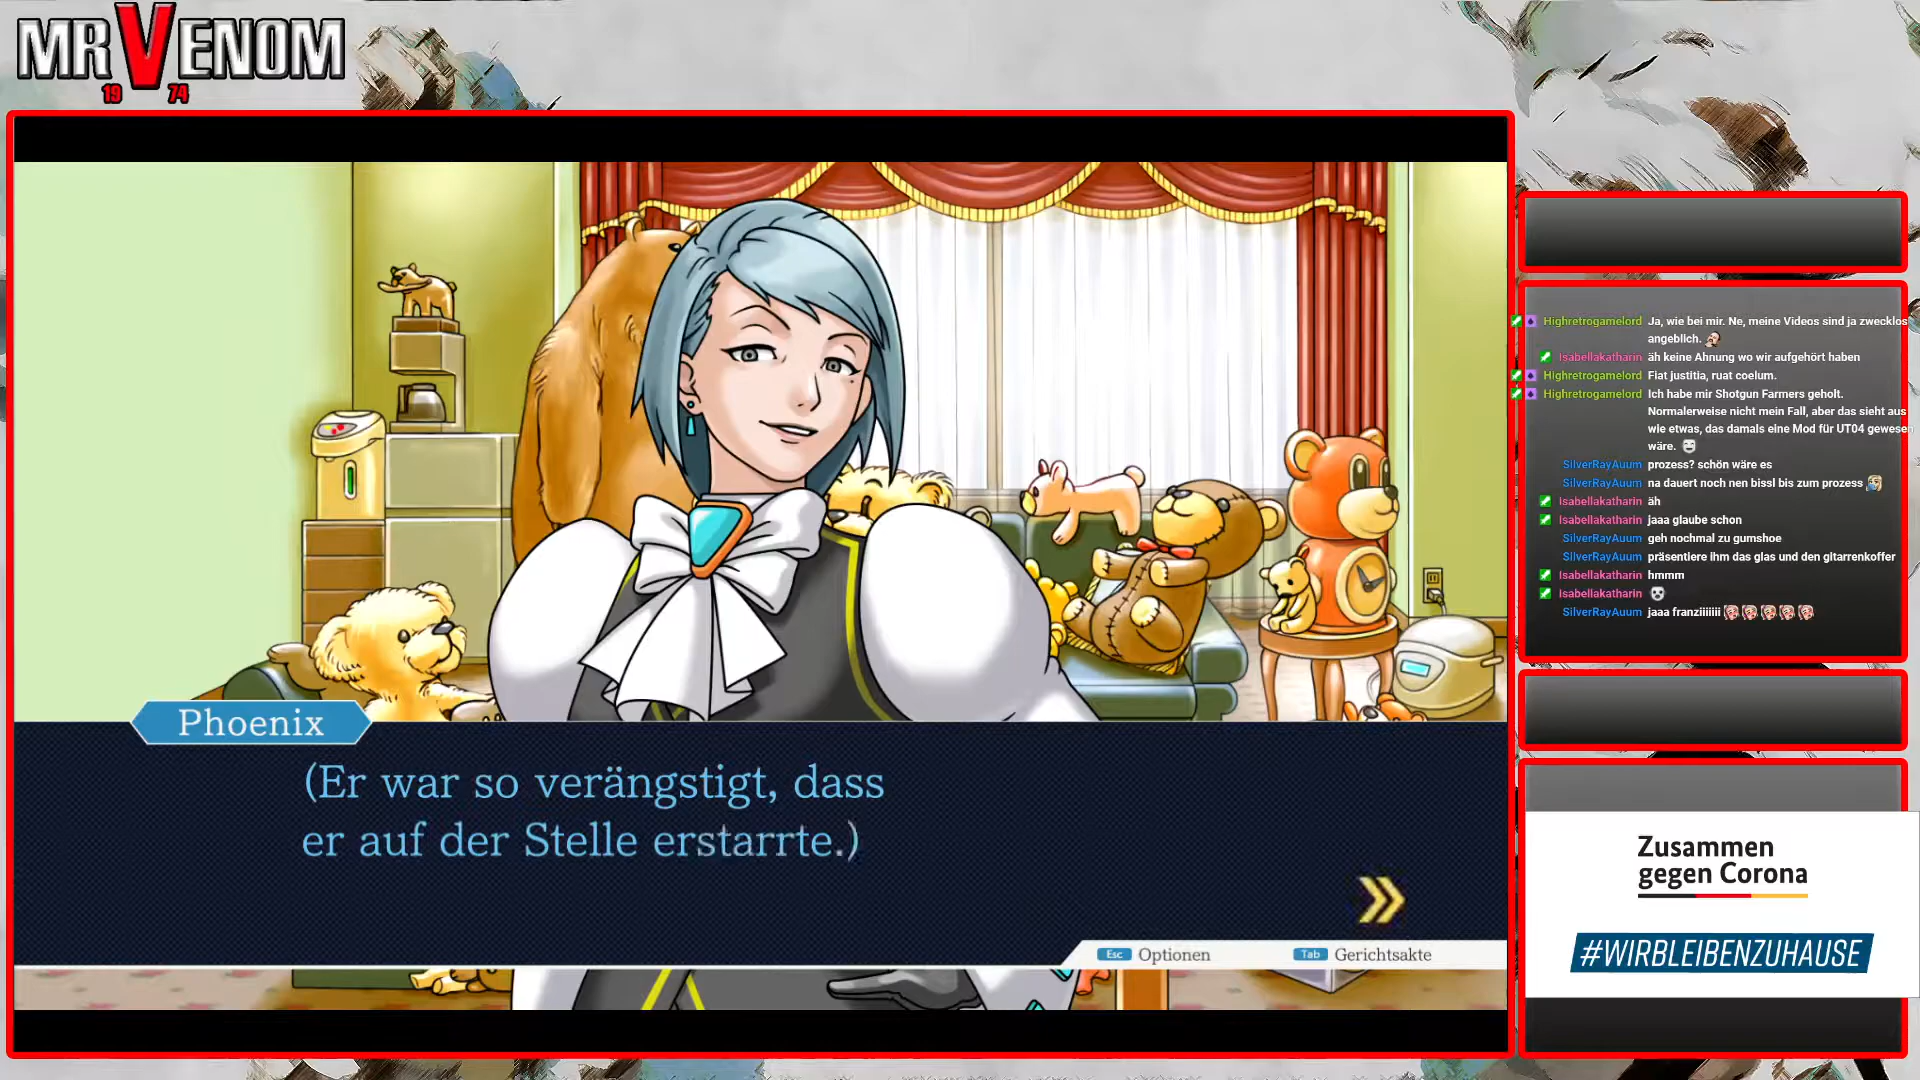 MRVENOM
19 74
Highretrogamelord Ja, wie bei mir. Ne, meine Videos sind ja zwecklos
angeblich.
Isabellakatharin äh keine Ahnung wo wir aufgehört haben
Highretrogamelord Fiat justitia, ruat coelum.
Highretrogamelord Ich habe mir Shotgun Farmers geholt.
Normalerweise nicht mein Fall, aber das sieht aus
wie etwas, das damals eine Mod für UT04 gewesen
wäre.
SilverRayAuum prozess? schön wäre es
SilverRayAuum na dauert noch nen bissl bis zum prozess
Isabellakatharin äh
Isabellakatharin jaaa glaube schon
SilverRayAuum geh nochmal zu gumshoe
SilverRayAuum präsentiere ihm das glas und den gitarrenkoffer
Isabellakatharin hmmm
Isabellakatharin
SilverRayAuum jaaa franziiiiiii
Phoenix
(Er war so verängstigt, dass
er auf der Stelle erstarrte.)
Esc Optionen Tab Gerichtsakte
Zusammen
gegen Corona
#WIRBLEIBENZUHAUSE